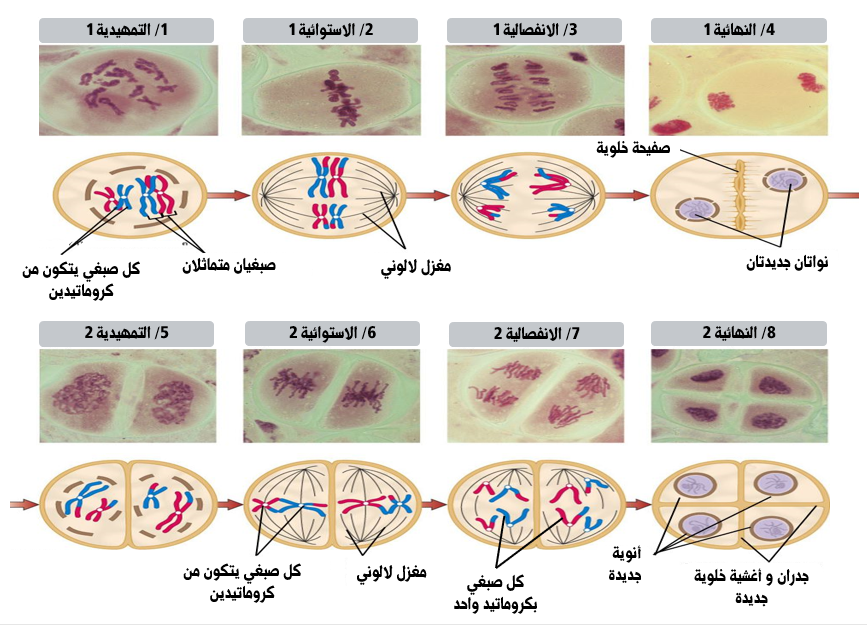 1/ التمهيدية 1
2/ الاستوائية 1
3/ الانفصالية 1
4/ النهائية 1
صفيحة خلوية
كل صبغي يتكون من
كروماتيدين
صبغيان متماثلان
مغزل لالوني
نواتان جديدتان
5/ التمهيدية 2
6/ الاستوائية 2
7/ الانفصالية 2
8/ النهائية 2
كل صبغي يتكون من
كروماتيدين
مغزل لالوني
كل صبغي
بكروماتيد واحد
أنوية
جديدة
جدران و أغشية خلوية
جديدة